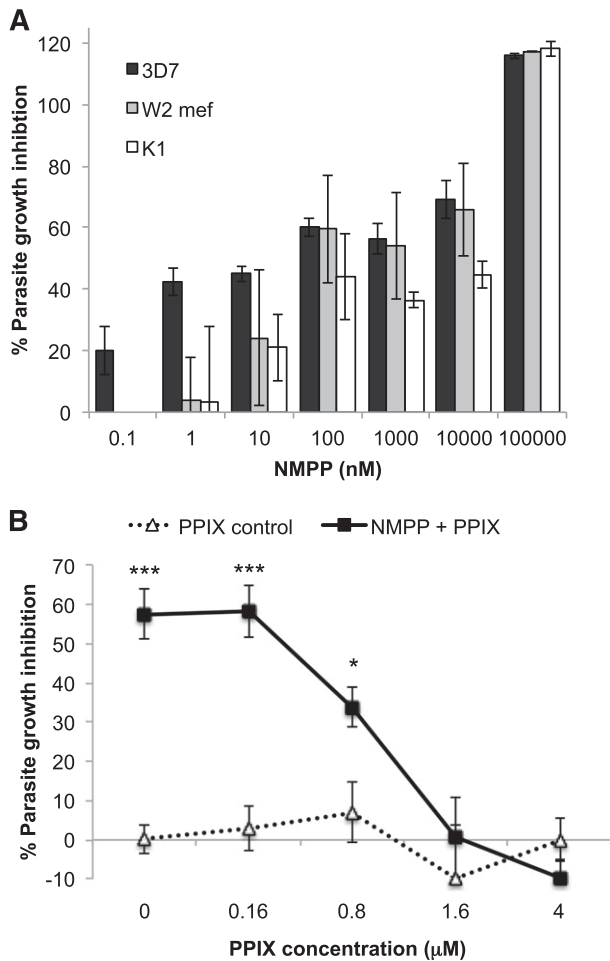 A
% Parasite growth inhibtion
120
100
80
60
40
20
0
3D7
W2 mef
K1
0.1 1 10 100 1000 10000 100000
NMPP (nM)
B
PPIX control NMPP + PPIX
% Parasite growth inhibition
70
60
50
40
30
20
10
0
-10
*** *** *
0 0.16 0.8 1.6 4
PPIX concentration (μM)